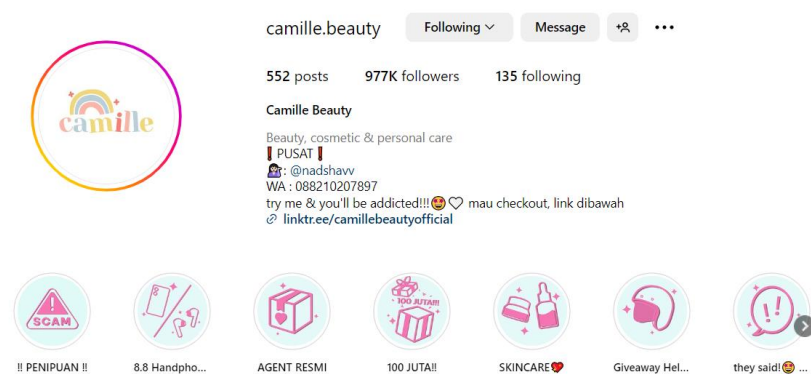 camille.beauty Following Message
552 posts 977K followers 135 following
camille
Camille Beauty
Beauty, cosmetic & personal care
❗PUSAT❗
🙋🏻‍♀️: @nadshavv
WA : 088210207897
try me & you'll be addicted!!!🤩🤍 mau checkout, link dibawah
linktr.ee/camillebeautyofficial
SCAM
100 JUTA!!!
!!
!! PENIPUAN !!
8.8 Handpho...
AGENT RESMI
100 JUTA!!
SKINCARE💖
Giveaway Hel...
they said!🤩 ...